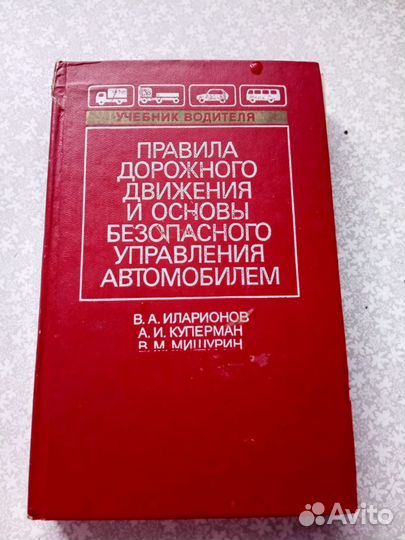 УЧЕБНИК ВОДИТЕЛЯ
ПРАВИЛА
ДОРОЖНОГО
ДВИЖЕНИЯ
И ОСНОВЫ
БЕЗОПАСНОГО
УПРАВЛЕНИЯ
АВТОМОБИЛЕМ
В. А. ИЛАРИОНОВ
А. И. КУПЕРМАН
В. М. МИШУРИН
Avito